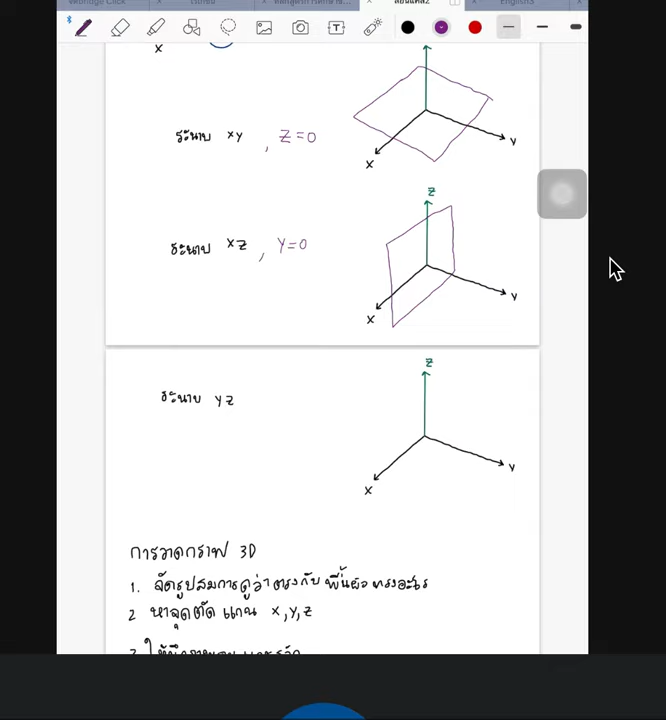 English3
T
X
ระนาบ xy , Z=0
Y
X
Z
ระนาบ xz , Y=0
Y
X
Z
ระนาบ yz
Y
X
การวาดกราฟ 3D
1. จัดรูปสมการดูว่าตรงกับ พื้นผิว ทรงอะไร
2 หาจุดตัด แกน x,y,z